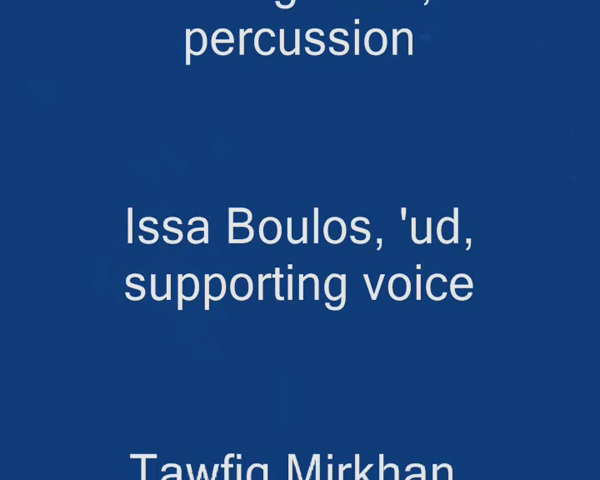 percussion
Issa Boulos, 'ud,
supporting voice
Tawfiq Mirkhan